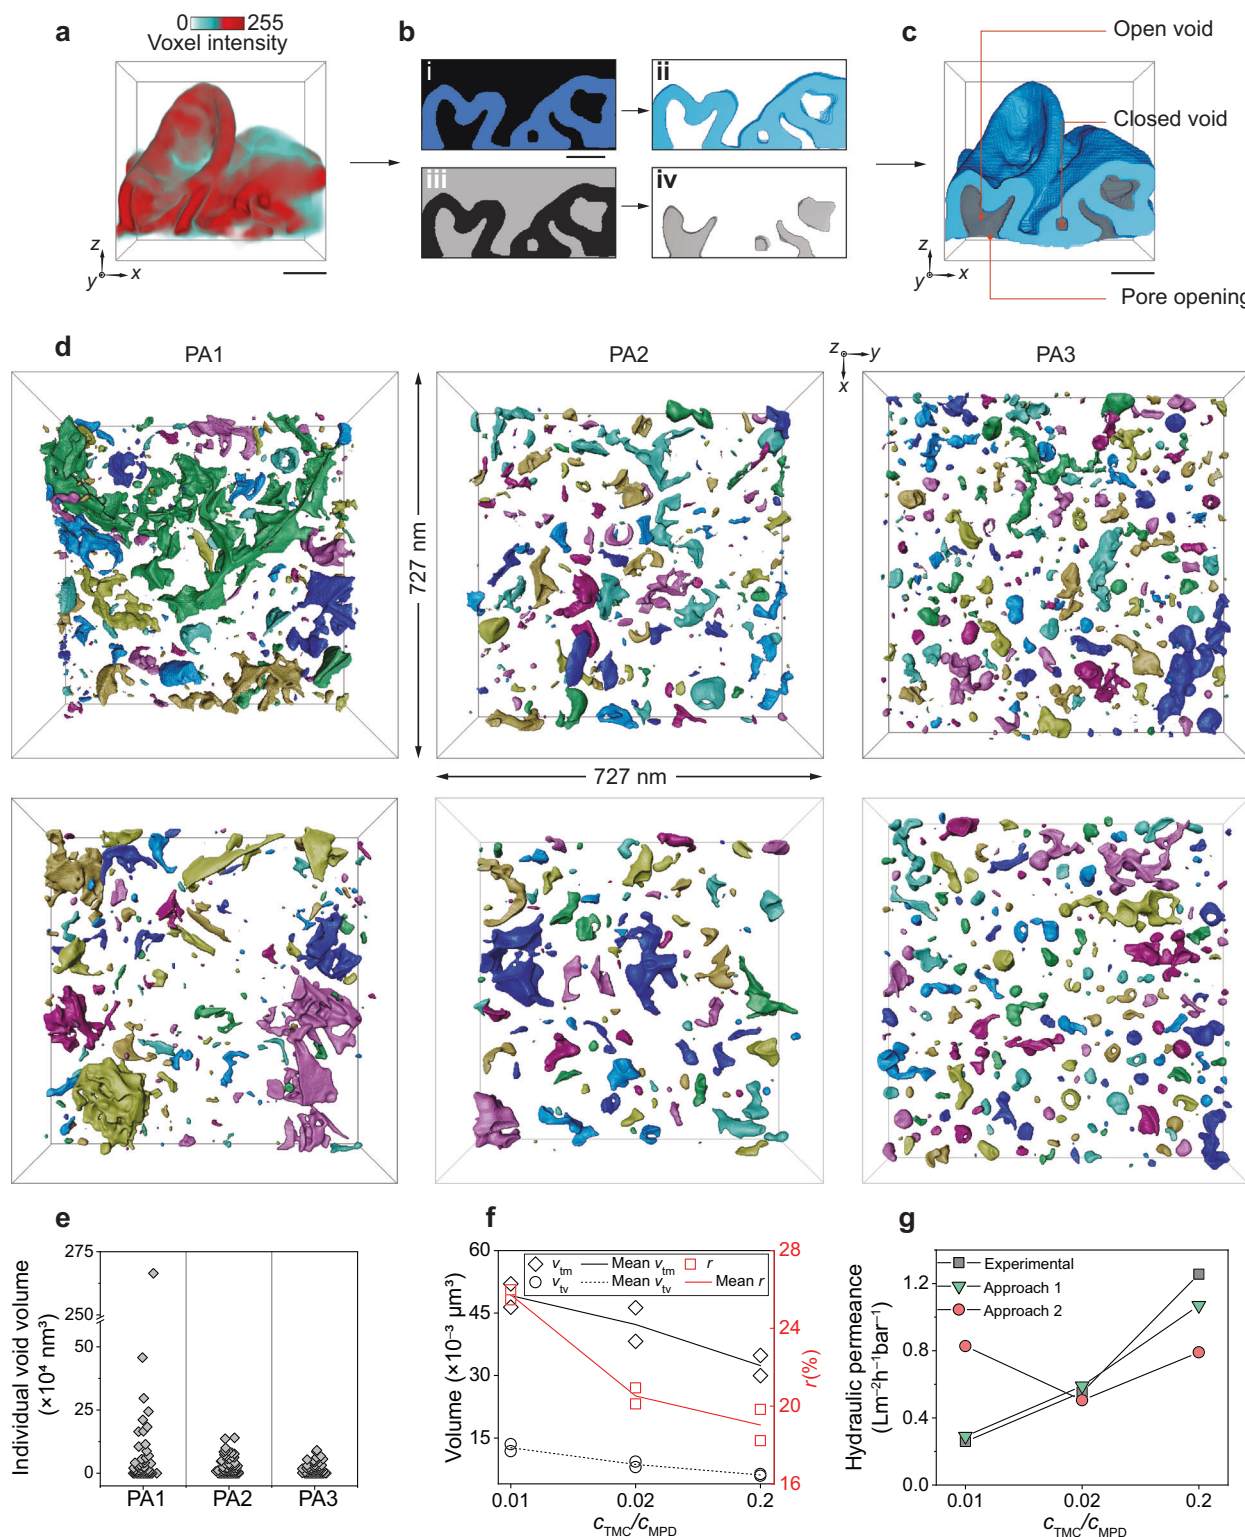 a
0 255
Voxel intensity
b
i
ii
iii
iv
c
Open void
Closed void
Pore opening
z
y
x
z
y
x
d
PA1
PA2
z
y
x
PA3
727 nm
727 nm
e
Individual void volume
(×10⁴ nm³)
275
250
50
25
0
PA1 PA2 PA3
f
Volume (×10⁻³ µm³)
60
45
30
15
v_tm Mean v_tm r
v_tv Mean v_tv Mean r
28
24
20
16
r(%)
0.01 0.02 0.2
c_TMC/c_MPD
g
Hydraulic permeance
(Lm⁻²h⁻¹bar⁻¹)
1.2
0.8
0.4
0.0
Experimental
Approach 1
Approach 2
0.01 0.02 0.2
c_TMC/c_MPD